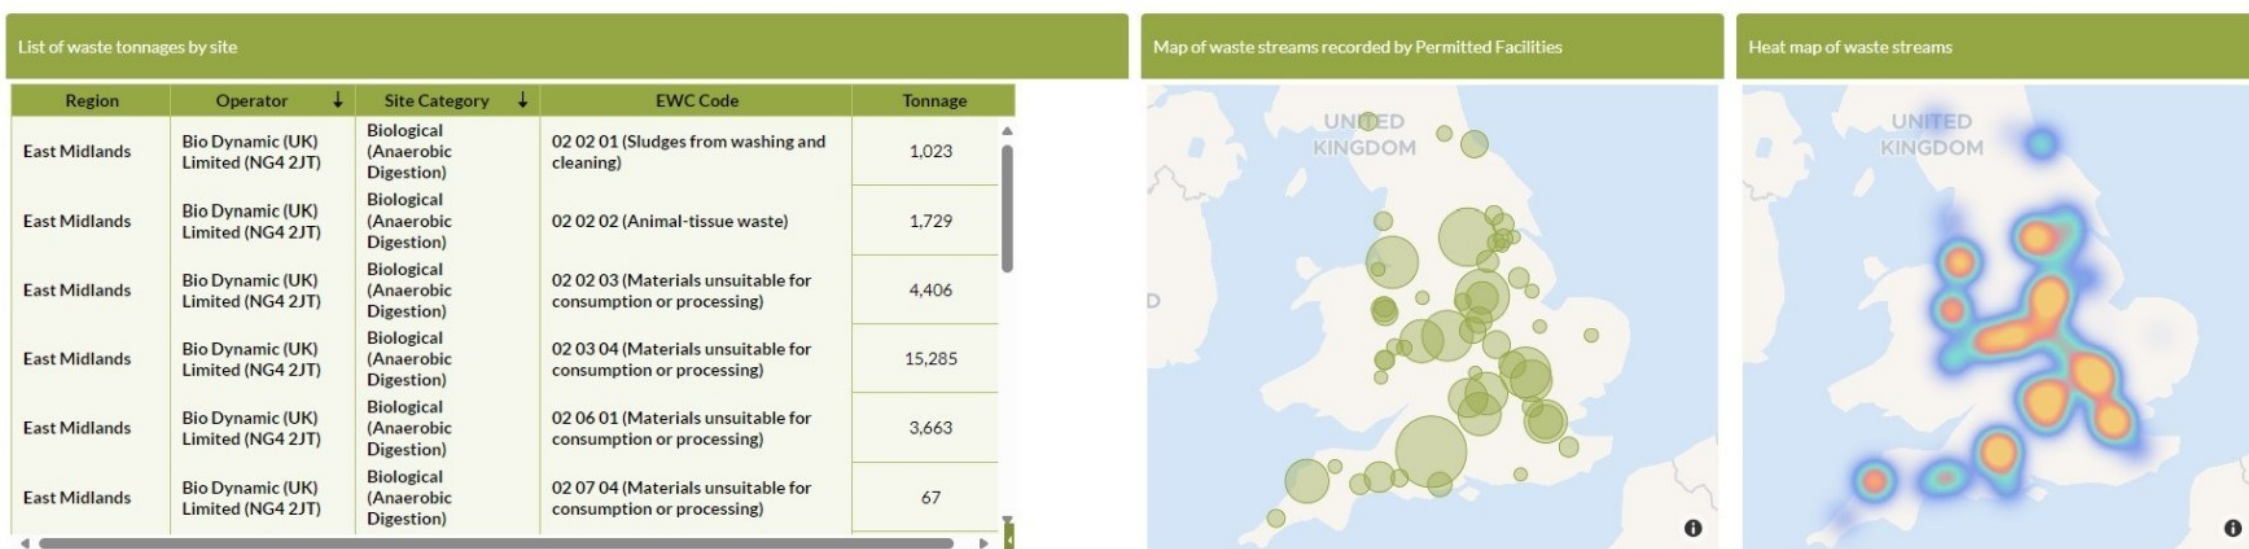 List of waste tonnages by site
Region Operator ↓ Site Category ↓ EWC Code Tonnage
East Midlands
Bio Dynamic (UK)
Limited (NG4 2JT)
Biological
(Anaerobic
Digestion)
02 02 01 (Sludges from washing and
cleaning)
1,023
East Midlands
Bio Dynamic (UK)
Limited (NG4 2JT)
Biological
(Anaerobic
Digestion)
02 02 02 (Animal-tissue waste)
1,729
East Midlands
Bio Dynamic (UK)
Limited (NG4 2JT)
Biological
(Anaerobic
Digestion)
02 02 03 (Materials unsuitable for
consumption or processing)
4,406
East Midlands
Bio Dynamic (UK)
Limited (NG4 2JT)
Biological
(Anaerobic
Digestion)
02 03 04 (Materials unsuitable for
consumption or processing)
15,285
East Midlands
Bio Dynamic (UK)
Limited (NG4 2JT)
Biological
(Anaerobic
Digestion)
02 06 01 (Materials unsuitable for
consumption or processing)
3,663
East Midlands
Bio Dynamic (UK)
Limited (NG4 2JT)
Biological
(Anaerobic
Digestion)
02 07 04 (Materials unsuitable for
consumption or processing)
67
Map of waste streams recorded by Permitted Facilities
UNITED
KINGDOM
D
Heat map of waste streams
UNITED
KINGDOM